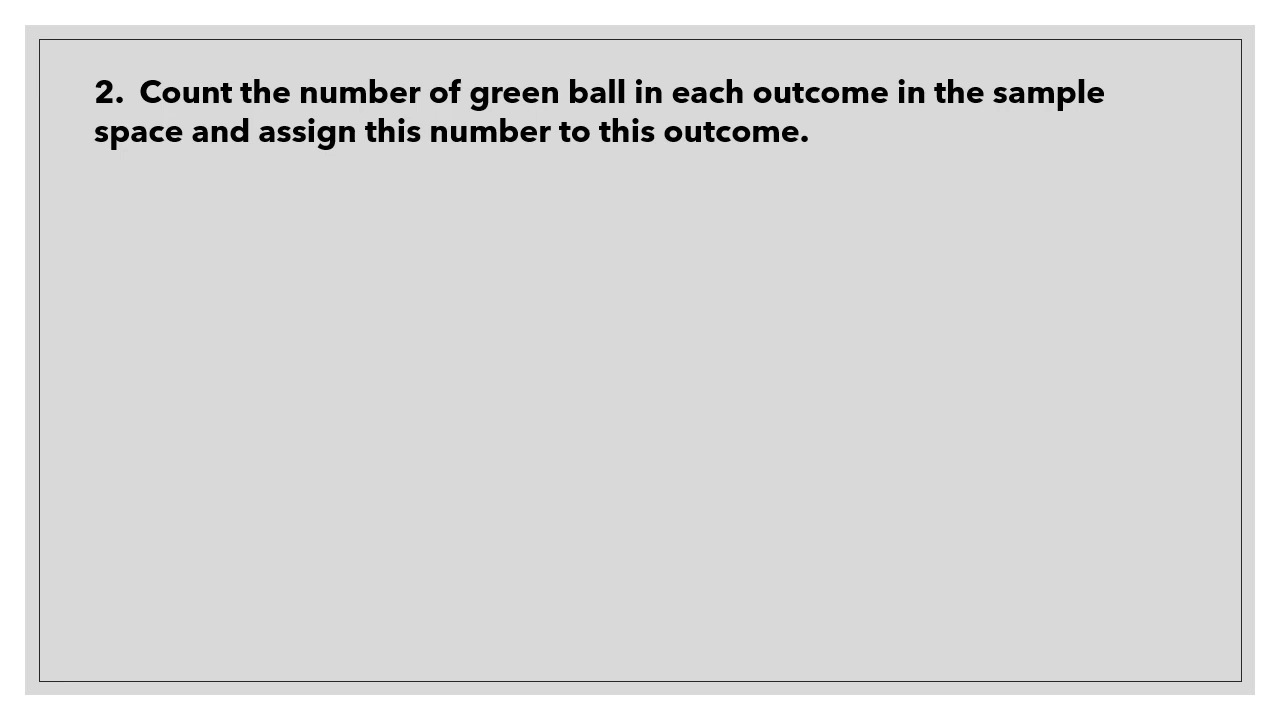 2. Count the number of green ball in each outcome in the sample
space and assign this number to this outcome.